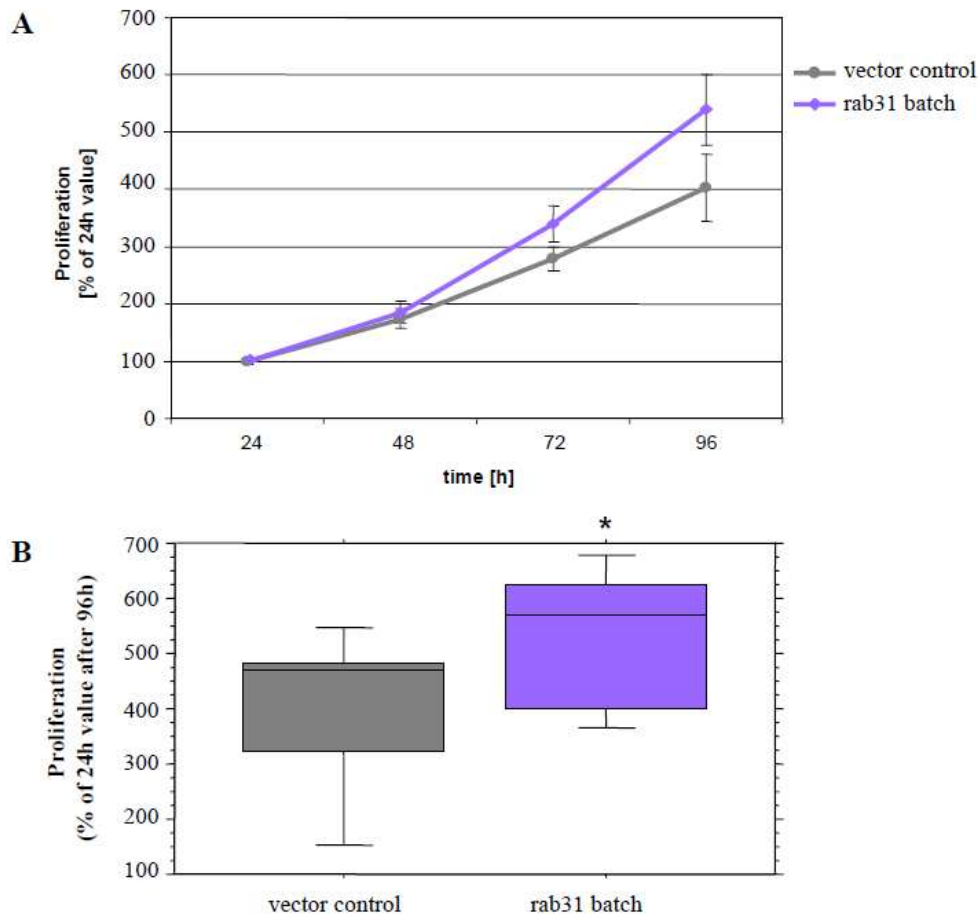 A
700
600
500
400
300
200
100
0
Proliferation
[% of 24h value]
24 48 72 96
time [h]
vector control
rab31 batch
B
*
700
600
500
400
300
200
100
Proliferation
(% of 24h value after 96h)
vector control rab31 batch